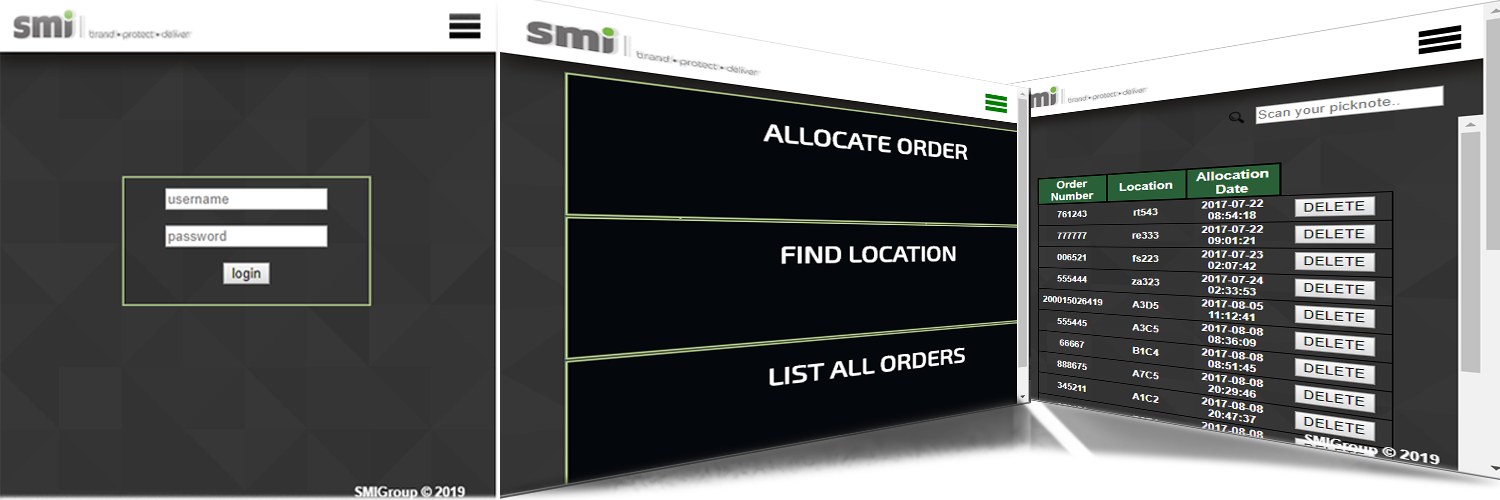 smi
brand • protect • deliver
username
password
login
SMIGroup © 2019
smi
brand • protect • deliver
ALLOCATE ORDER
FIND LOCATION
LIST ALL ORDERS
mi
brand • protect • deliver
Scan your picknote..
Order Number Location Allocation Date
761243 rt543 2017-07-22 08:54:18 DELETE
777777 re333 2017-07-22 09:01:21 DELETE
006521 fs223 2017-07-23 02:07:42 DELETE
555444 za323 2017-07-24 02:33:53 DELETE
200015026419 A3D5 2017-08-05 11:12:41 DELETE
555445 A3C5 2017-08-08 08:36:09 DELETE
66667 B1C4 2017-08-08 08:51:45 DELETE
888675 A7C5 2017-08-08 20:29:46 DELETE
345211 A1C2 2017-08-08 20:47:37 DELETE
2017-08-08
SMIGroup © 2019